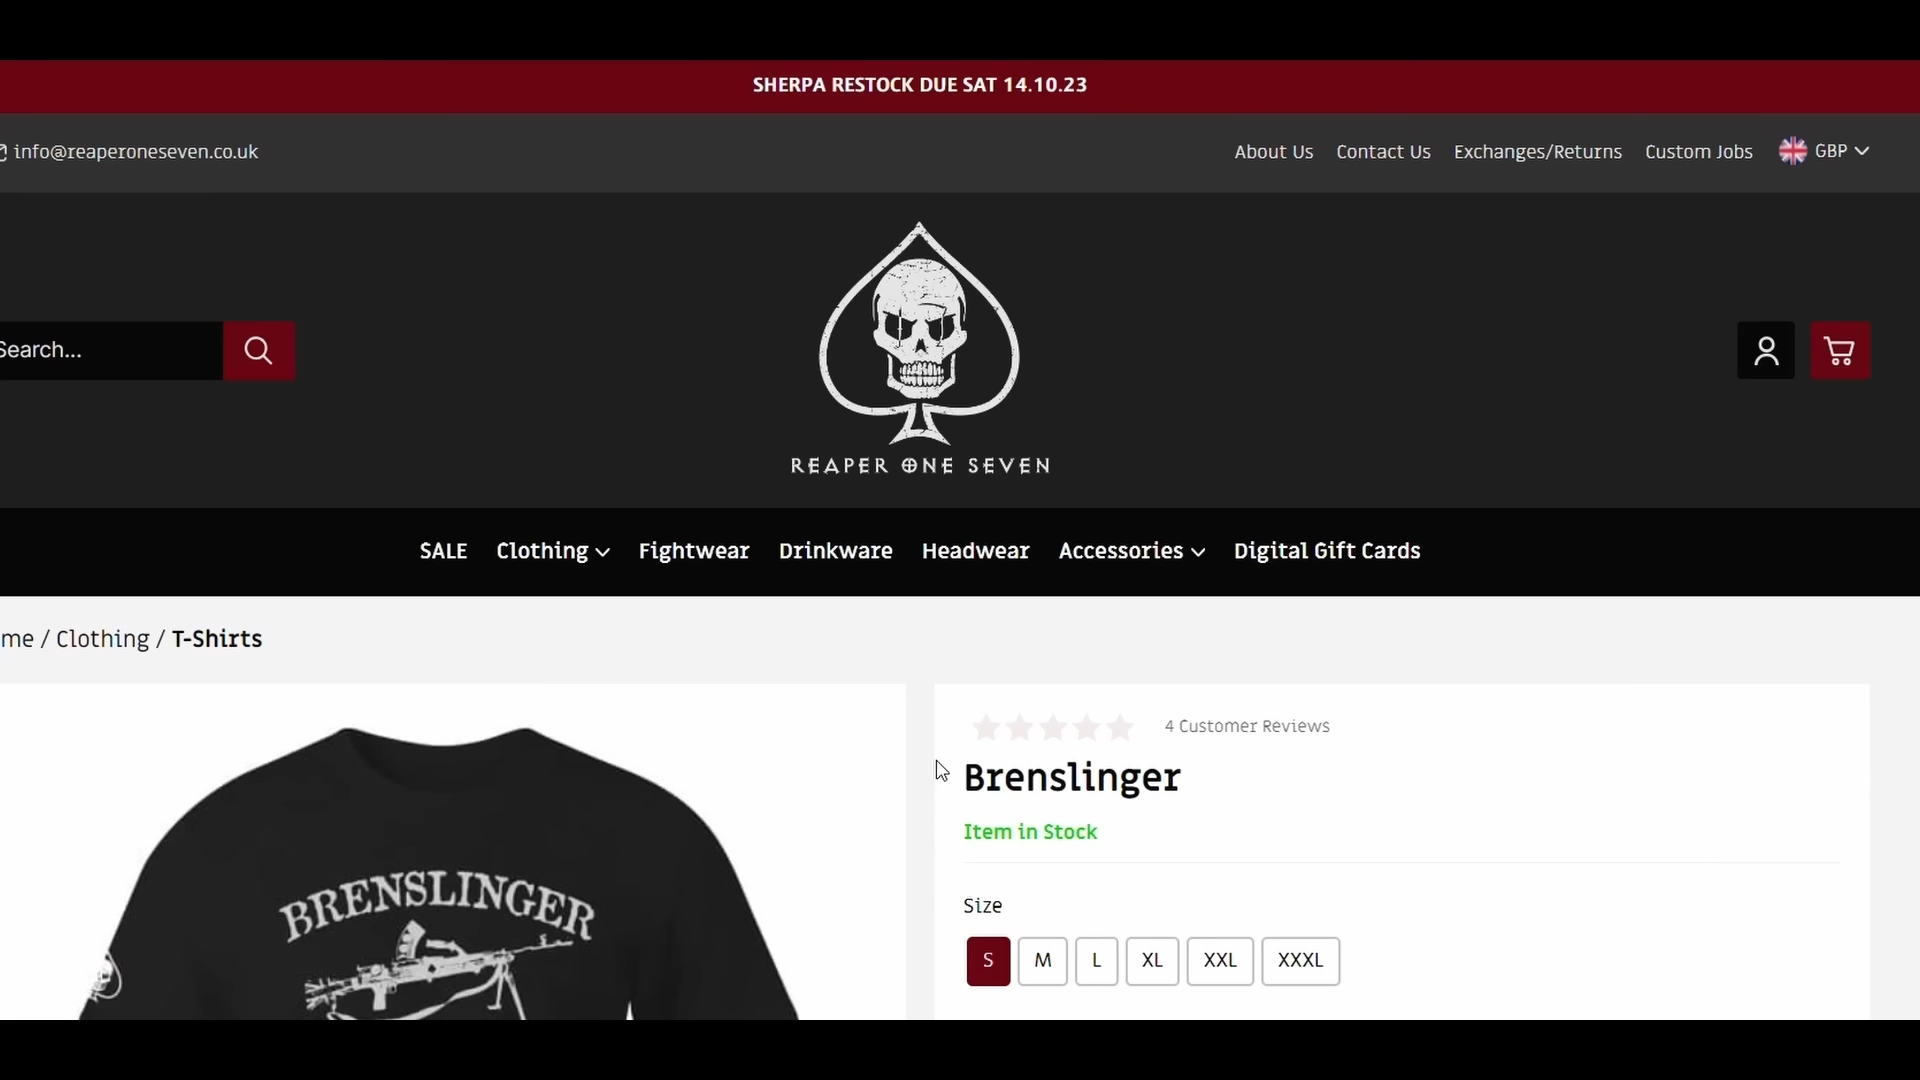 SHERPA RESTOCK DUE SAT 14.10.23
info@reaperoneseven.co.uk
About Us Contact Us Exchanges/Returns Custom Jobs GBP
Search...
REAPER ONE SEVEN
SALE Clothing Fightwear Drinkware Headwear Accessories Digital Gift Cards
me / Clothing / T-Shirts
4 Customer Reviews
Brenslinger
Item in Stock
BRENSLINGER
Size
S M L XL XXL XXXL